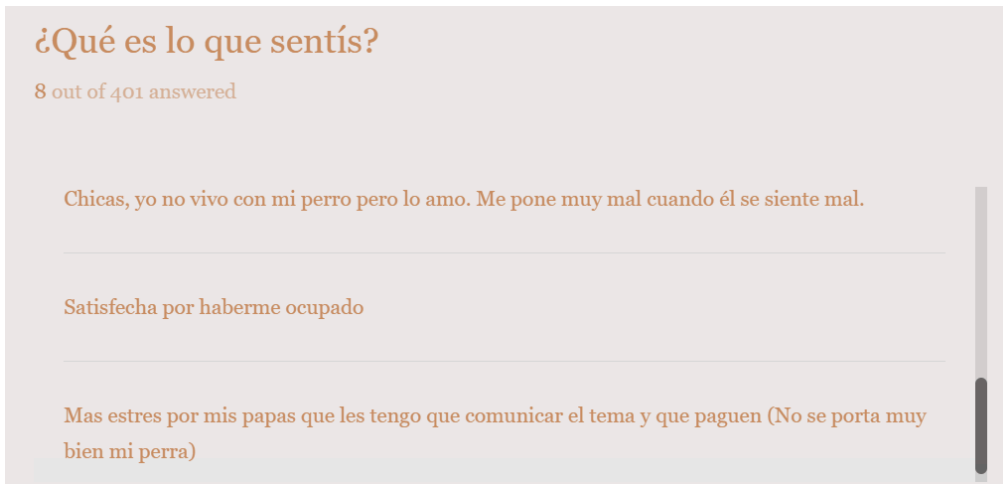 ¿Qué es lo que sentís?
8 out of 401 answered
Chicas, yo no vivo con mi perro pero lo amo. Me pone muy mal cuando él se siente mal.
Satisfecha por haberme ocupado
Mas estres por mis papas que les tengo que comunicar el tema y que paguen (No se porta muy
bien mi perra)